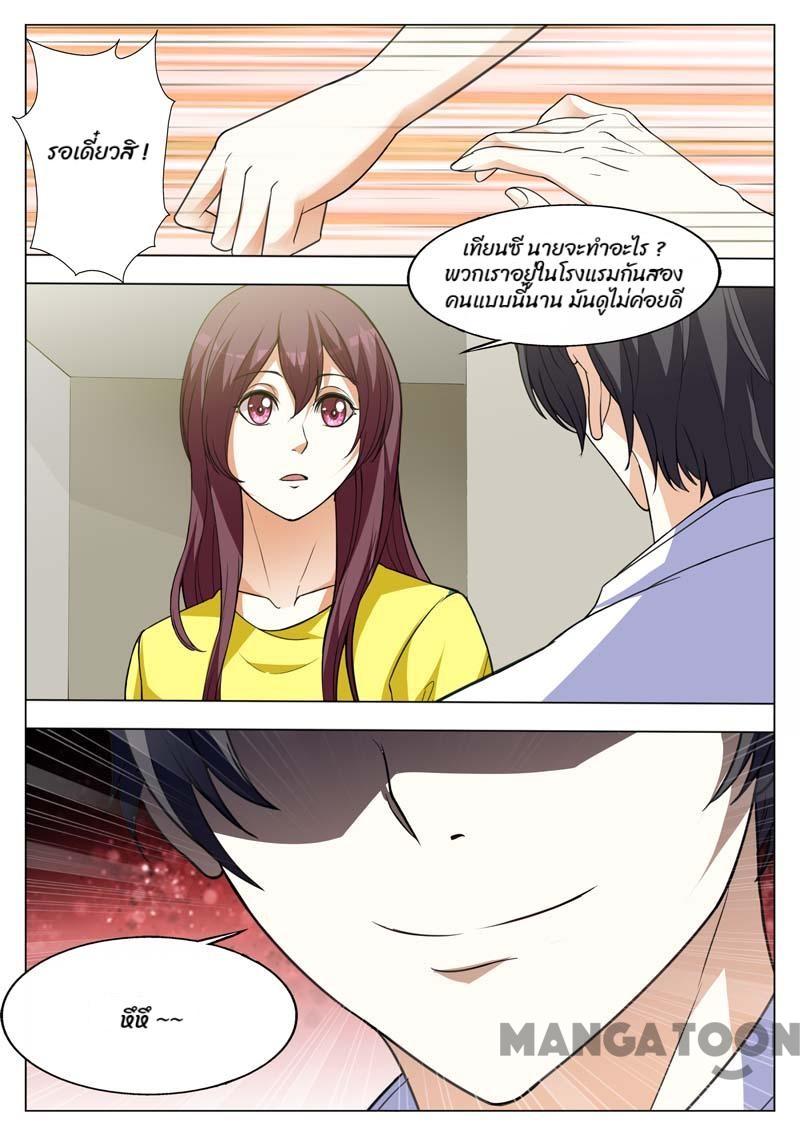 รอเดี๋ยวสิ !
เทียนซี นายจะทำอะไร ?
พวกเราอยู่ในโรงแรมกันสอง
คนแบบนี้นาน มันดูไม่ค่อยดี
หึหึ ~~
MANGATOON